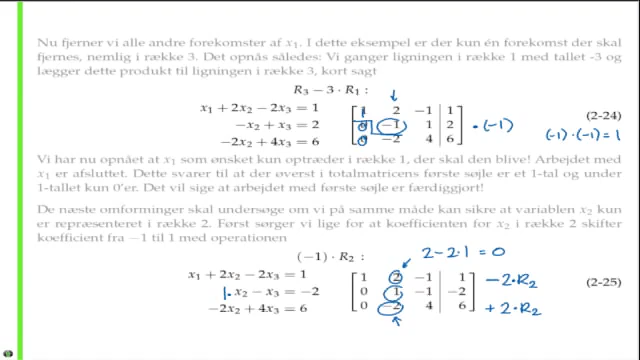 Nu fjerner vi alle andre forekomster af x₁. I dette eksempel er der kun én forekomst der skal
fjernes, nemlig i række 3. Det opnås således: Vi ganger ligningen i række 1 med tallet -3 og
lægger dette produkt til ligningen i række 3, kort sagt
R₃ − 3 · R₁ :
x₁ + 2x₂ − 2x₃ = 1 [ 1 2 −1 | 1 ]
−x₂ + x₃ = 2 [ 0 −1 1 | 2 ] · (−1) (2-24)
−2x₂ + 4x₃ = 6 [ 0 −2 4 | 6 ] (−1) · (−1) = 1
Vi har nu opnået at x₁ som ønsket kun optræder i række 1, der skal den blive! Arbejdet med
x₁ er afsluttet. Dette svarer til at der øverst i totalmatricens første søjle er et 1-tal og under
1-tallet kun 0'er. Det vil sige at arbejdet med første søjle er færdiggjort!
De næste omforminger skal undersøge om vi på samme måde kan sikre at variablen x₂ kun
er repræsenteret i række 2. Først sørger vi lige for at koefficienten for x₂ i række 2 skifter
koefficient fra −1 til 1 med operationen
(−1) · R₂ : 2 − 2 · 1 = 0
x₁ + 2x₂ − 2x₃ = 1 [ 1 2 −1 | 1 ] − 2 · R₂
1 · x₂ − x₃ = −2 [ 0 1 −1 | −2 ] (2-25)
−2x₂ + 4x₃ = 6 [ 0 −2 4 | 6 ] + 2 · R₂